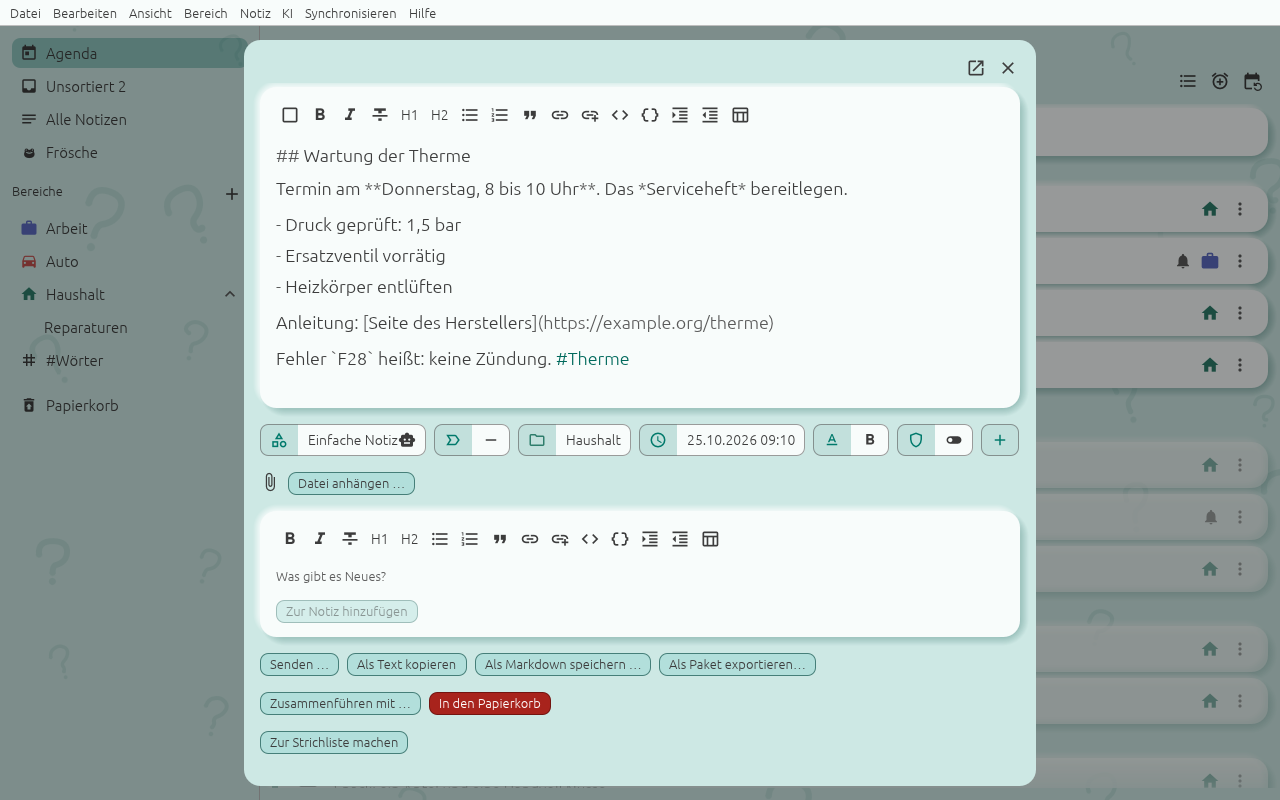 Datei Bearbeiten Ansicht Bereich Notiz KI Synchronisieren Hilfe
Agenda
Unsortiert 2
Alle Notizen
Frösche
Bereiche
Arbeit
Auto
Haushalt
Reparaturen
#Wörter
Papierkorb
H1 H2
## Wartung der Therme
Termin am **Donnerstag, 8 bis 10 Uhr**. Das *Serviceheft* bereitlegen.
- Druck geprüft: 1,5 bar
- Ersatzventil vorrätig
- Heizkörper entlüften
Anleitung: [Seite des Herstellers](https://example.org/therme)
Fehler `F28` heißt: keine Zündung. #Therme
Einfache Notiz Haushalt 25.10.2026 09:10 A B
Datei anhängen …
B I H1 H2
Was gibt es Neues?
Zur Notiz hinzufügen
Senden … Als Text kopieren Als Markdown speichern … Als Paket exportieren…
Zusammenführen mit … In den Papierkorb
Zur Strichliste machen